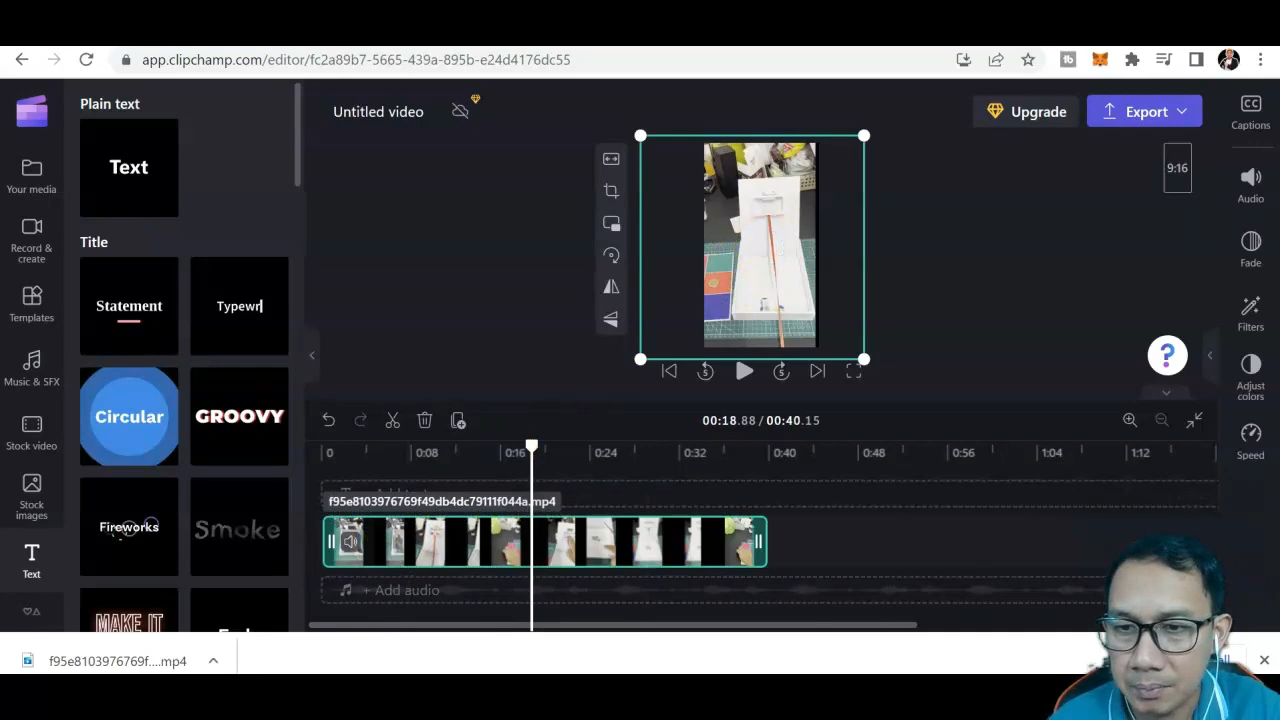 app.clipchamp.com/editor/fc2a89b7-5665-439a-895b-e24d4176dc55
Plain text
Text
Title
Statement
Typewr
Circular
GROOVY
Fireworks
Smoke
MAKE IT
Your media
Record &
create
Templates
Music & SFX
Stock video
Stock
images
Text
Untitled video
Upgrade
Export
9:16
CC
Captions
Audio
Fade
Filters
Adjust
colors
Speed
?
5
5
00:18.88 / 00:40.15
0
0:08
0:16
0:24
0:32
0:40
0:48
0:56
1:04
1:12
f95e8103976769f49db4dc79111f044a.mp4
+ Add audio
f95e8103976769f....mp4